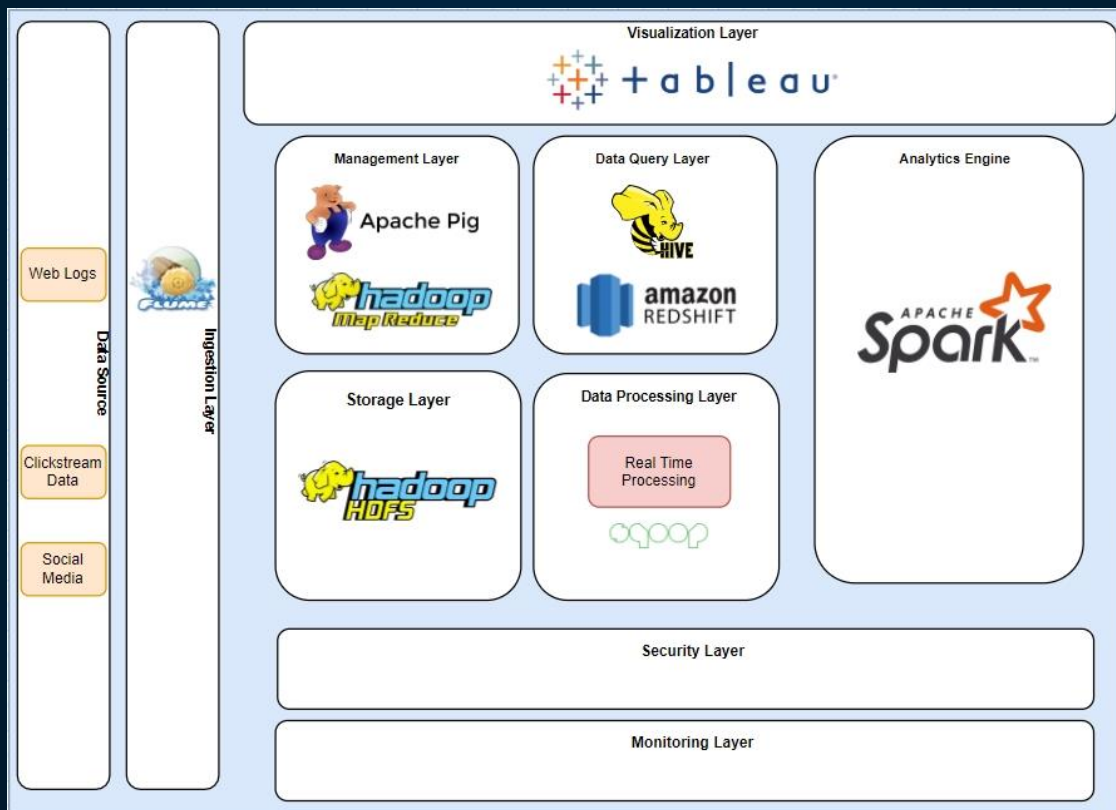 Visualization Layer
+ a b l e a u
Management Layer
Apache Pig
hadoop
Map Reduce
Data Query Layer
HIVE
amazon
REDSHIFT
Analytics Engine
APACHE
Spark™
Web Logs
Data Source
Clickstream
Data
Social
Media
FLUME
Ingestion Layer
Storage Layer
hadoop
HDFS
Data Processing Layer
Real Time
Processing
sqoop
Security Layer
Monitoring Layer